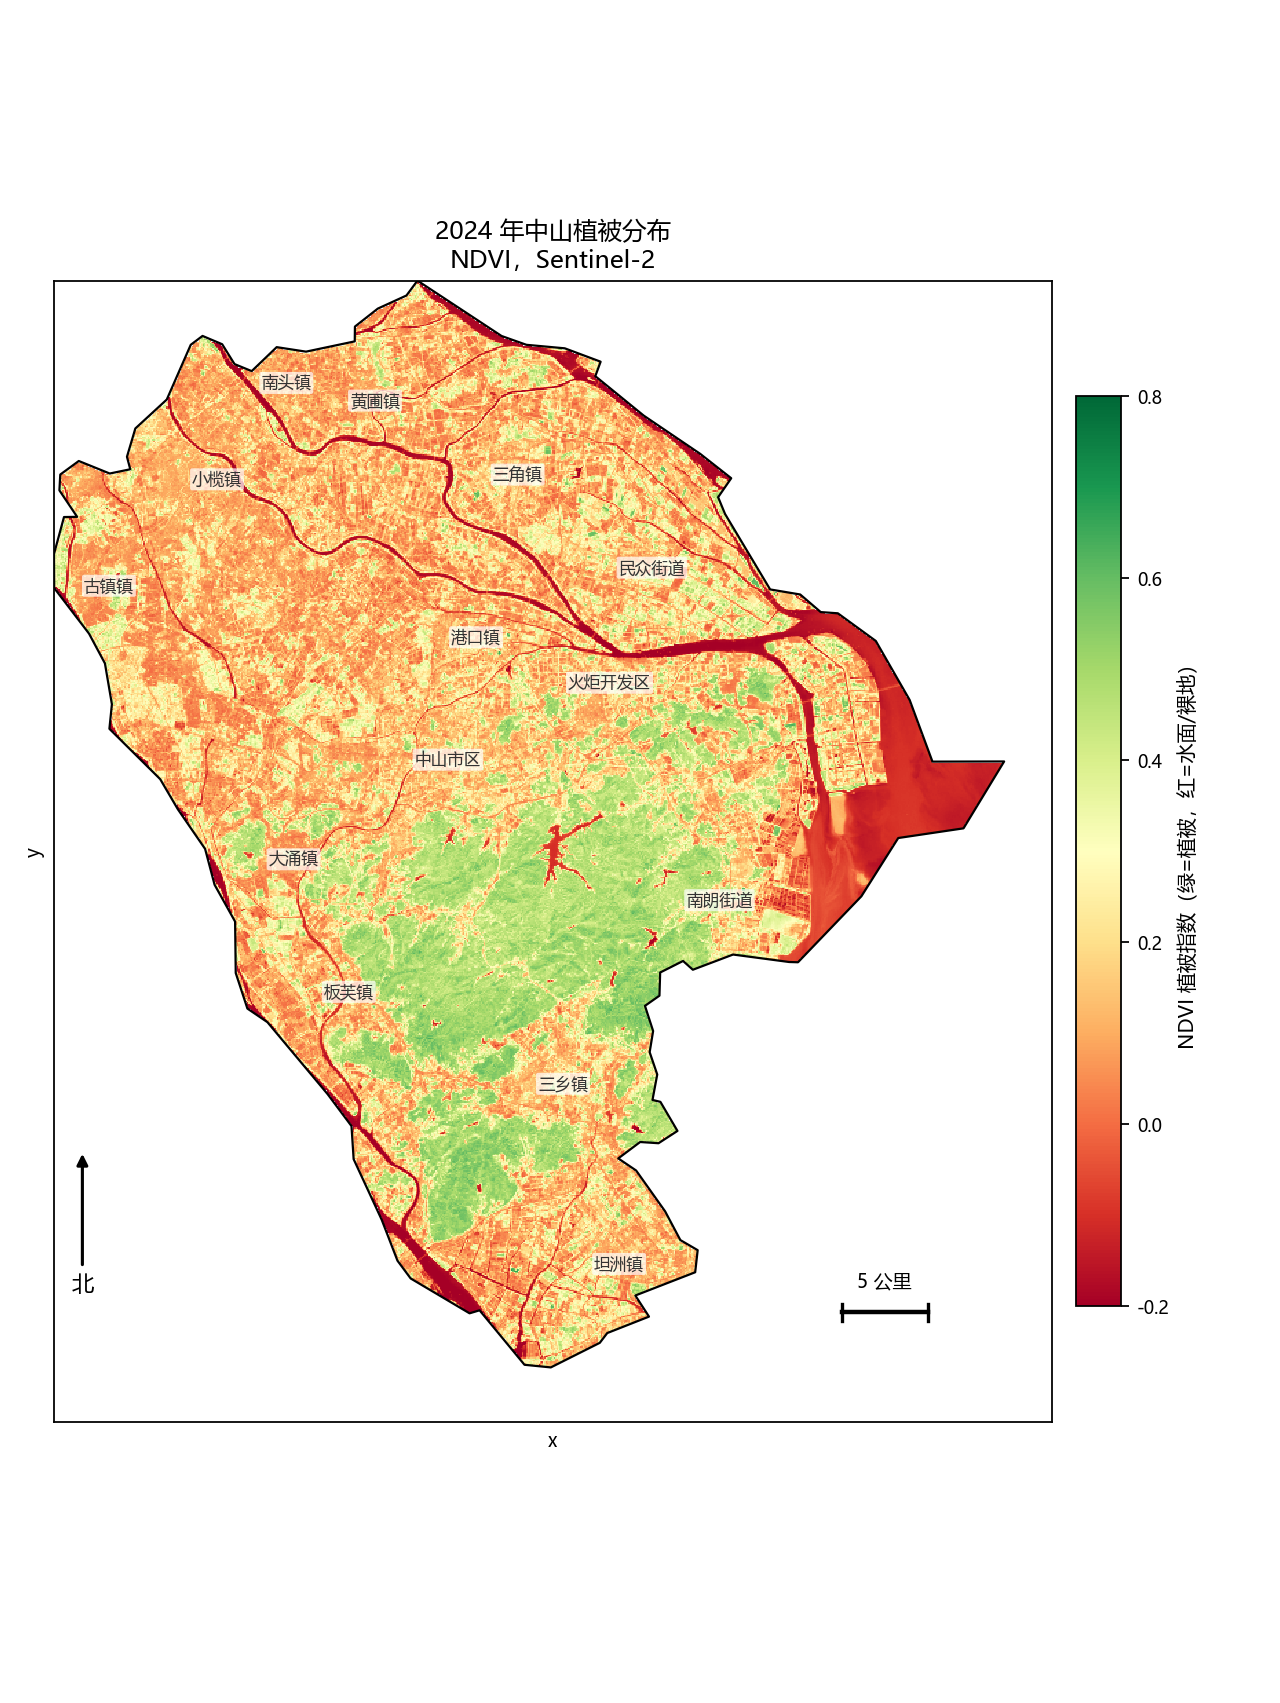 2024 年中山植被分布
NDVI，Sentinel-2
南头镇
黄圃镇
三角镇
小榄镇
民众街道
古镇镇
港口镇
火炬开发区
中山市区
大涌镇
南朗街道
板芙镇
三乡镇
坦洲镇
北
5 公里
x
y
0.8
0.6
0.4
0.2
0.0
-0.2
NDVI 植被指数（绿=植被，红=水面/裸地）